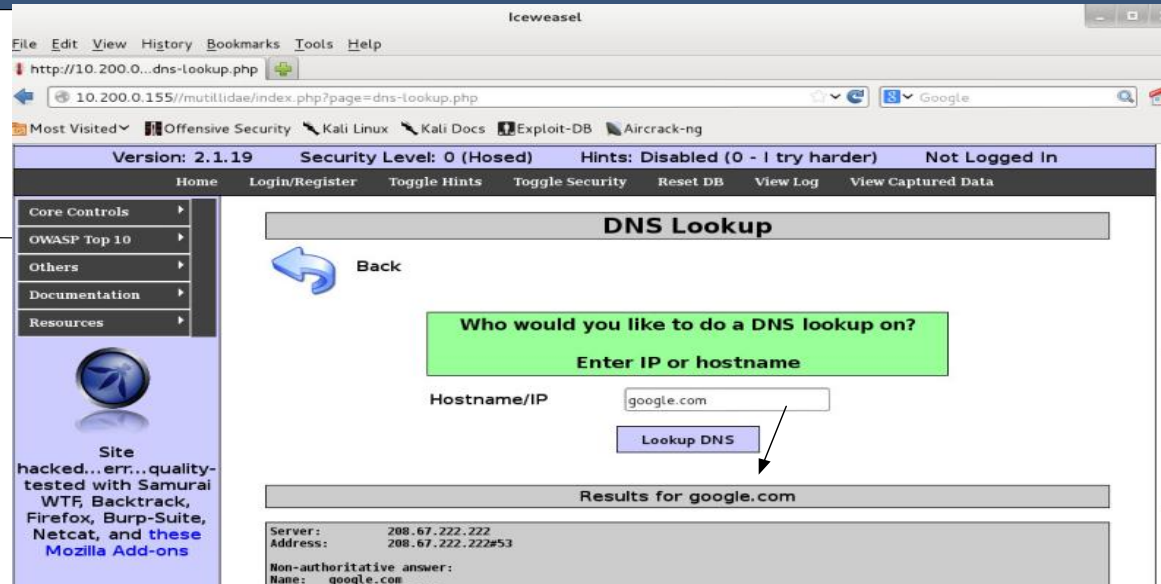 Iceweasel
File Edit View History Bookmarks Tools Help
http://10.200.0...dns-lookup.php
10.200.0.155//mutillidae/index.php?page=dns-lookup.php
Google
Most Visited Offensive Security Kali Linux Kali Docs Exploit-DB Aircrack-ng
Version: 2.1.19 Security Level: 0 (Hosed) Hints: Disabled (0 - I try harder) Not Logged In
Home Login/Register Toggle Hints Toggle Security Reset DB View Log View Captured Data
Core Controls
OWASP Top 10
Others
Documentation
Resources
Site
hacked...err...quality-
tested with Samurai
WTF, Backtrack,
Firefox, Burp-Suite,
Netcat, and these
Mozilla Add-ons
DNS Lookup
Back
Who would you like to do a DNS lookup on?
Enter IP or hostname
Hostname/IP google.com
Lookup DNS
Results for google.com
Server: 208.67.222.222
Address: 208.67.222.222#53
Non-authoritative answer:
Name: google.com